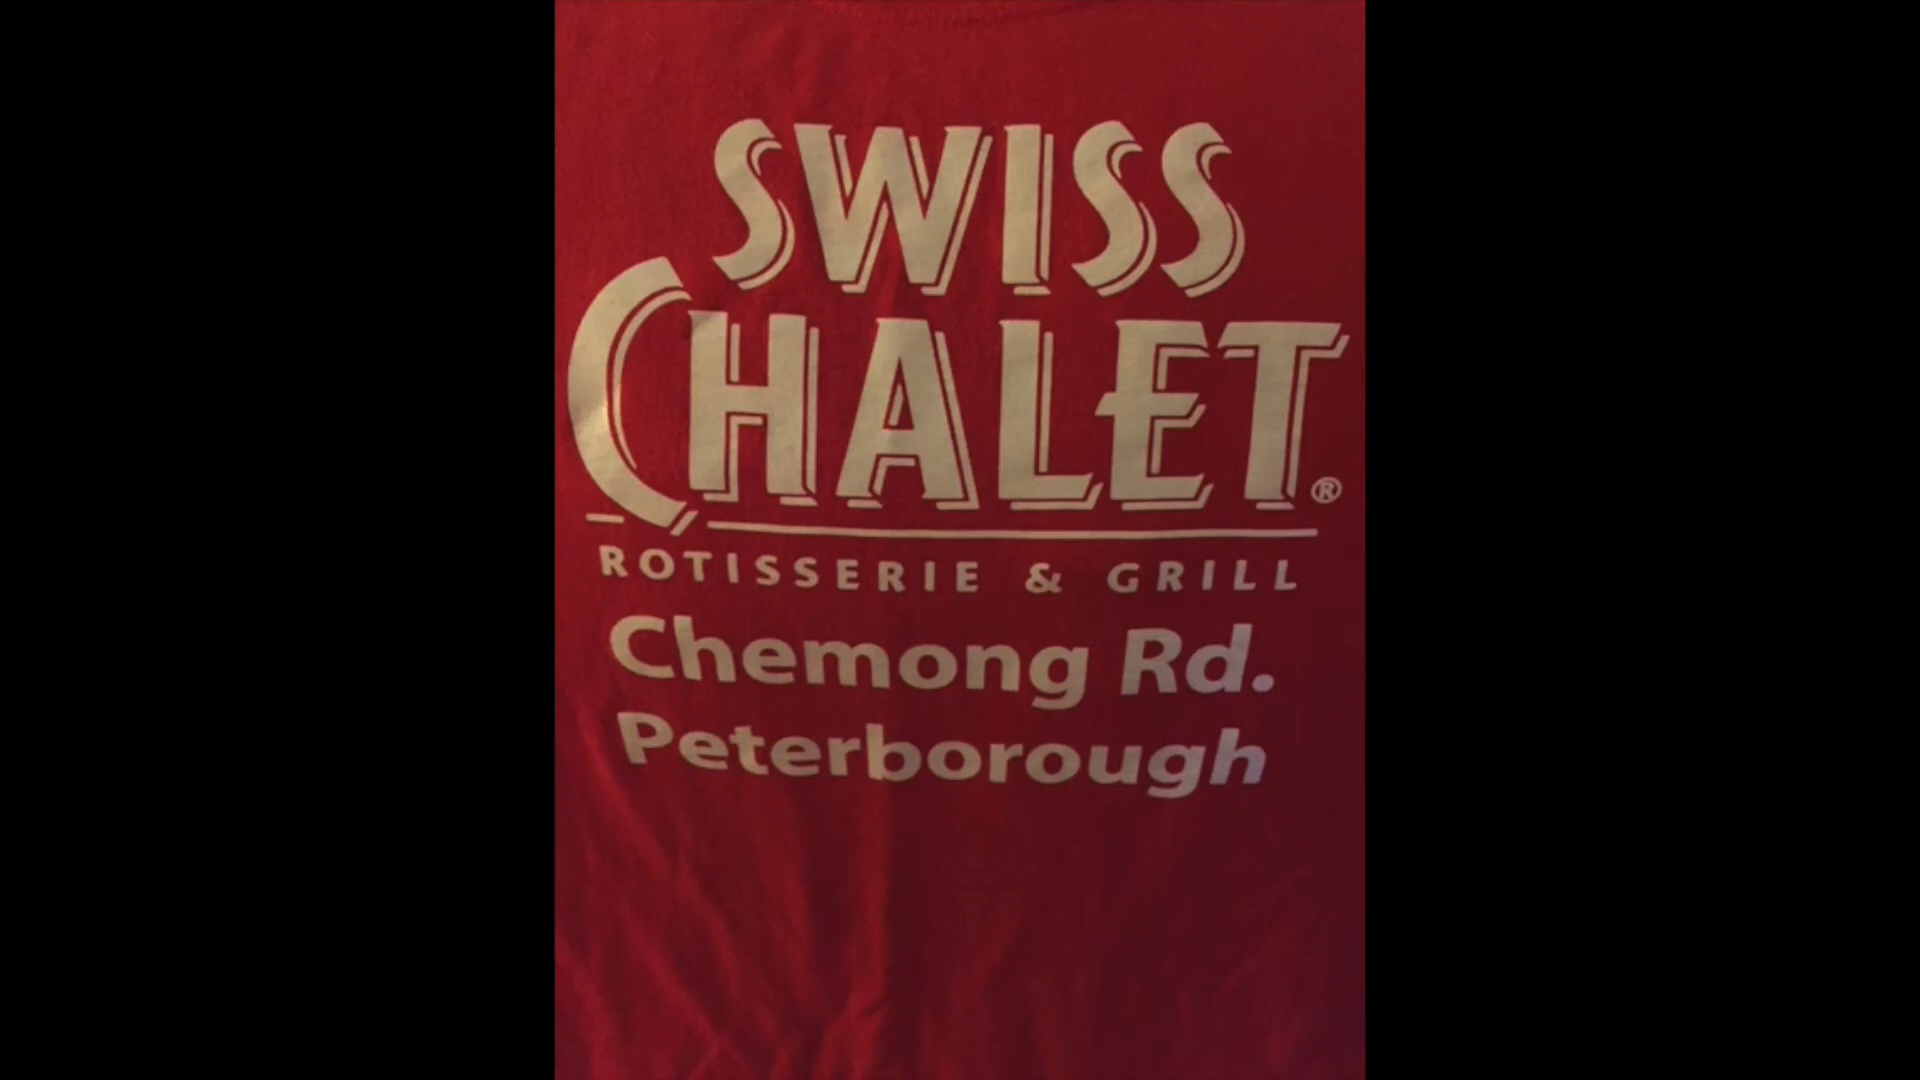 SWISS
CHALET®
ROTISSERIE & GRILL
Chemong Rd.
Peterborough